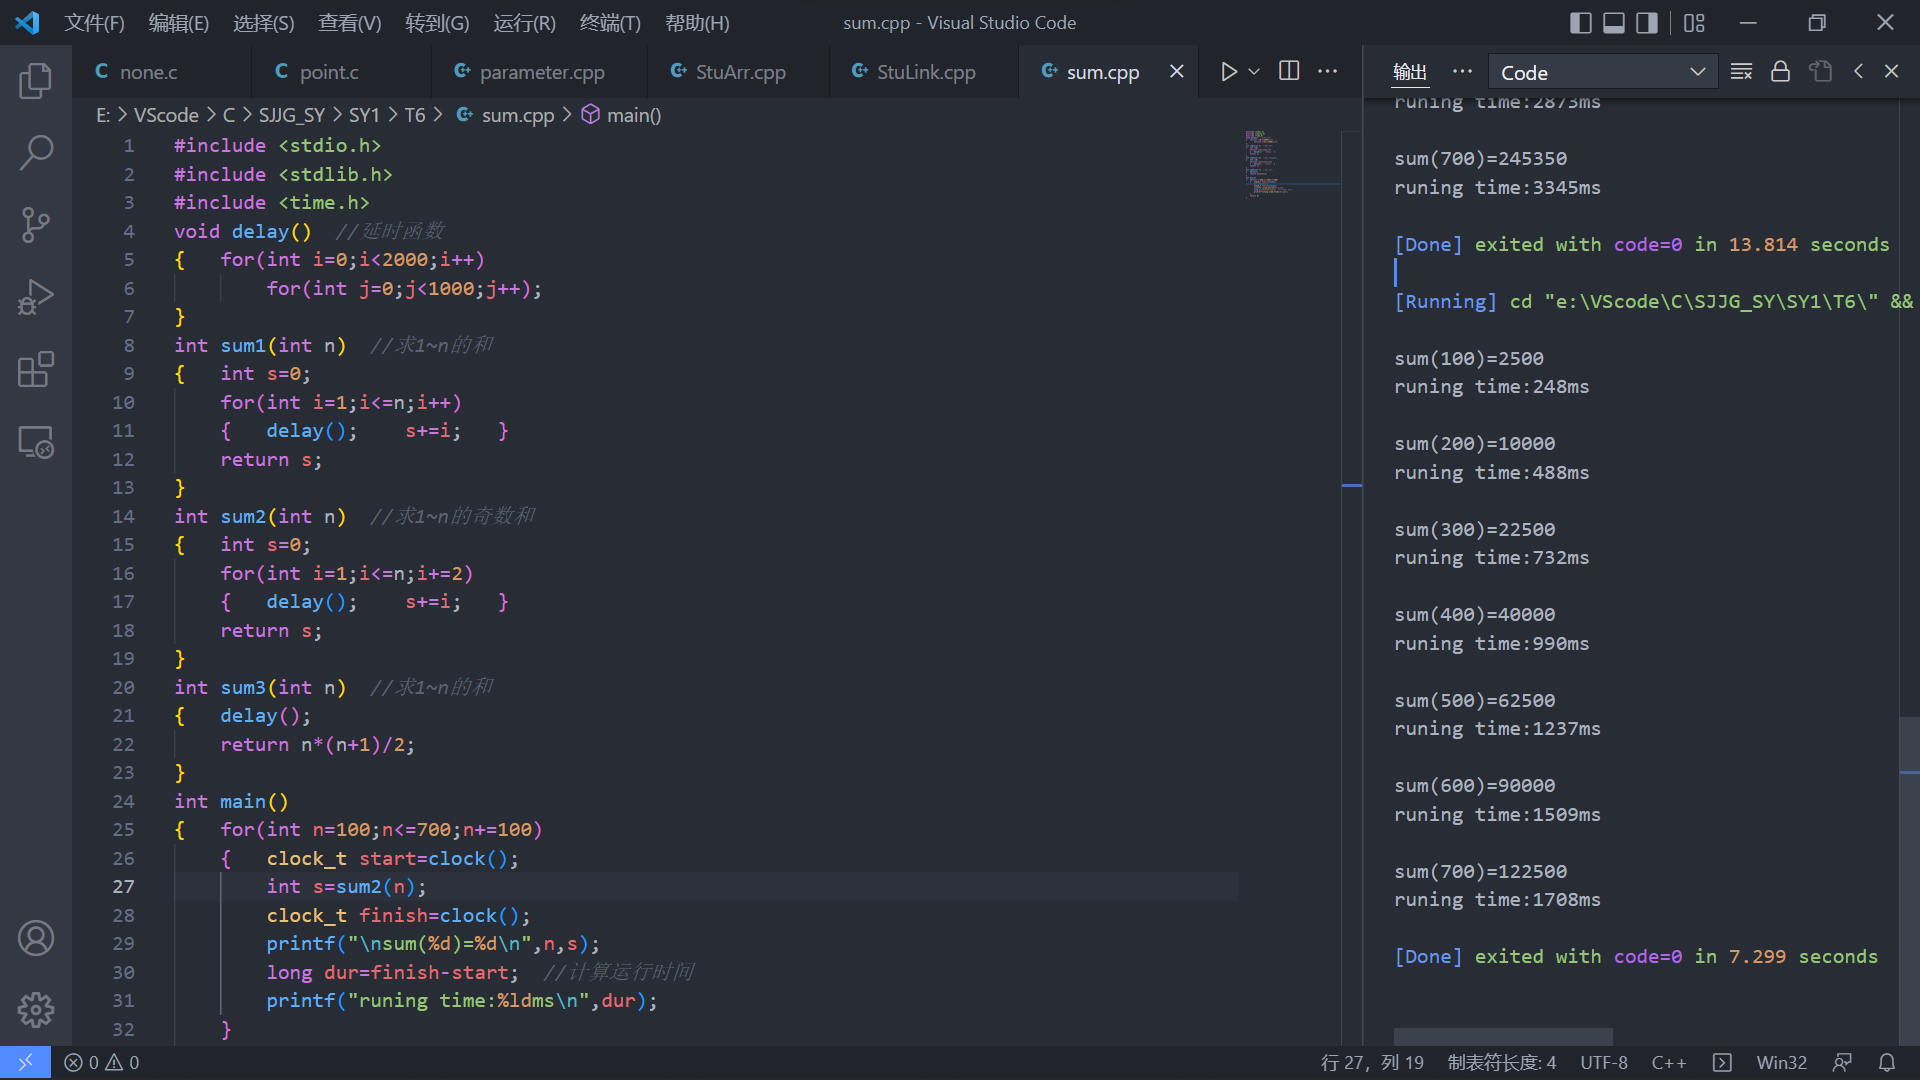 文件(F) 编辑(E) 选择(S) 查看(V) 转到(G) 运行(R) 终端(T) 帮助(H) sum.cpp - Visual Studio Code
none.c point.c parameter.cpp StuArr.cpp StuLink.cpp sum.cpp
E: > VScode > C > SJJG_SY > SY1 > T6 > sum.cpp > main()
1 #include <stdio.h>
2 #include <stdlib.h>
3 #include <time.h>
4 void delay() //延时函数
5 { for(int i=0;i<2000;i++)
6 for(int j=0;j<1000;j++);
7 }
8 int sum1(int n) //求1~n的和
9 { int s=0;
10 for(int i=1;i<=n;i++)
11 { delay(); s+=i; }
12 return s;
13 }
14 int sum2(int n) //求1~n的奇数和
15 { int s=0;
16 for(int i=1;i<=n;i+=2)
17 { delay(); s+=i; }
18 return s;
19 }
20 int sum3(int n) //求1~n的和
21 { delay();
22 return n*(n+1)/2;
23 }
24 int main()
25 { for(int n=100;n<=700;n+=100)
26 { clock_t start=clock();
27 int s=sum2(n);
28 clock_t finish=clock();
29 printf("\nsum(%d)=%d\n",n,s);
30 long dur=finish-start; //计算运行时间
31 printf("runing time:%ldms\n",dur);
32 }
输出 Code
runing time:2873ms
sum(700)=245350
runing time:3345ms
[Done] exited with code=0 in 13.814 seconds
[Running] cd "e:\VScode\C\SJJG_SY\SY1\T6\" &&
sum(100)=2500
runing time:248ms
sum(200)=10000
runing time:488ms
sum(300)=22500
runing time:732ms
sum(400)=40000
runing time:990ms
sum(500)=62500
runing time:1237ms
sum(600)=90000
runing time:1509ms
sum(700)=122500
runing time:1708ms
[Done] exited with code=0 in 7.299 seconds
0 0 行 27，列 19 制表符长度: 4 UTF-8 C++ Win32